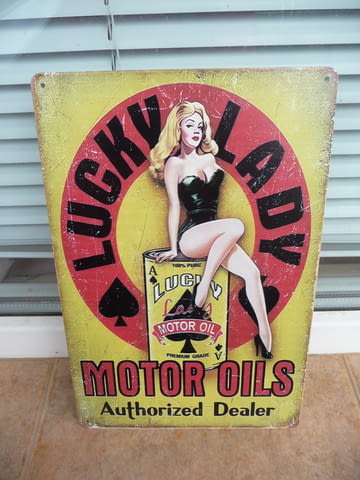 LUCKY LADY
A
100% PURE
LUCKY
Lady
MOTOR OIL
PREMIUM GRADE
A
MOTOR OILS
Authorized Dealer